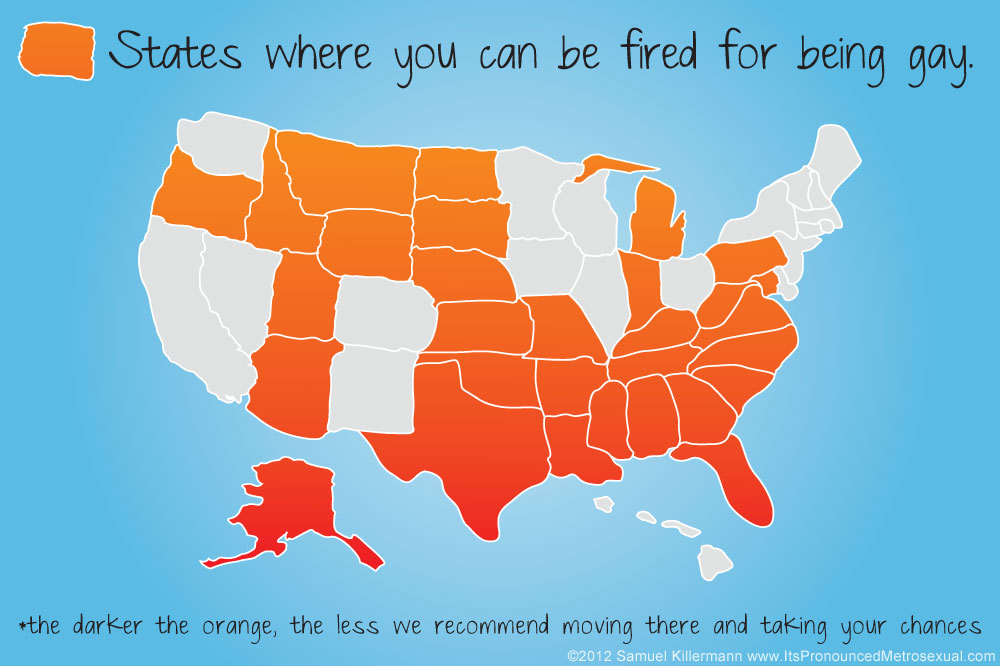 States where you can be fired for being gay.
*the darker the orange, the less we recommend moving there and taking your chances
©2012 Samuel Killermann www.ItsPronouncedMetrosexual.com